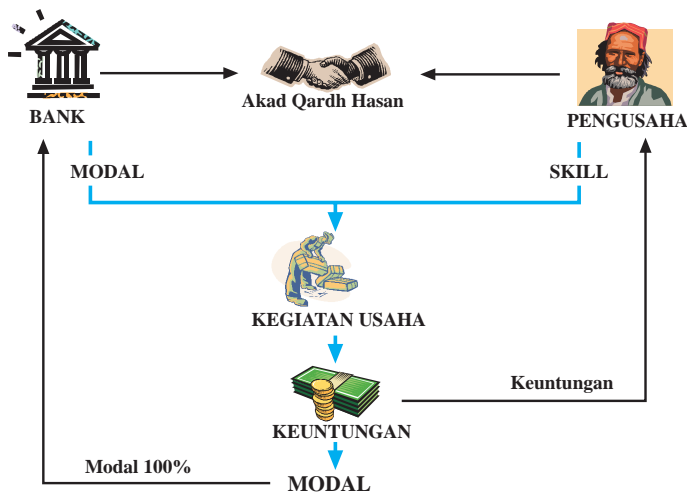 Akad Qardh Hasan
BANK
PENGUSAHA
MODAL
SKILL
KEGIATAN USAHA
Keuntungan
KEUNTUNGAN
Modal 100%
MODAL